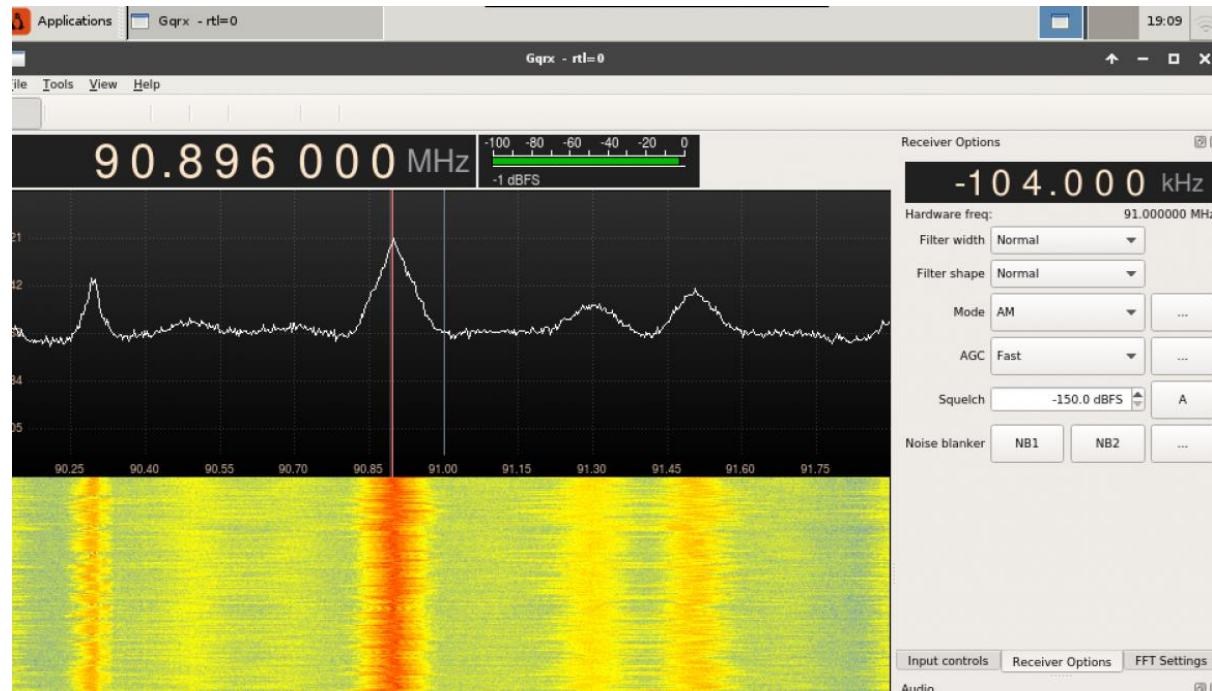 Applications Gqrx - rtl=0 19:09
Gqrx - rtl=0
ile Tools View Help
90.896 000 MHz
-100 -80 -60 -40 -20 0
-1 dBFS
Receiver Options
-104.000 kHz
Hardware freq: 91.000000 MHz
Filter width Normal
Filter shape Normal
Mode AM ...
AGC Fast ...
Squelch -150.0 dBFS A
Noise blanker NB1 NB2 ...
21
42
84
05
90.25 90.40 90.55 90.70 90.85 91.00 91.15 91.30 91.45 91.60 91.75
Input controls Receiver Options FFT Settings
Audio